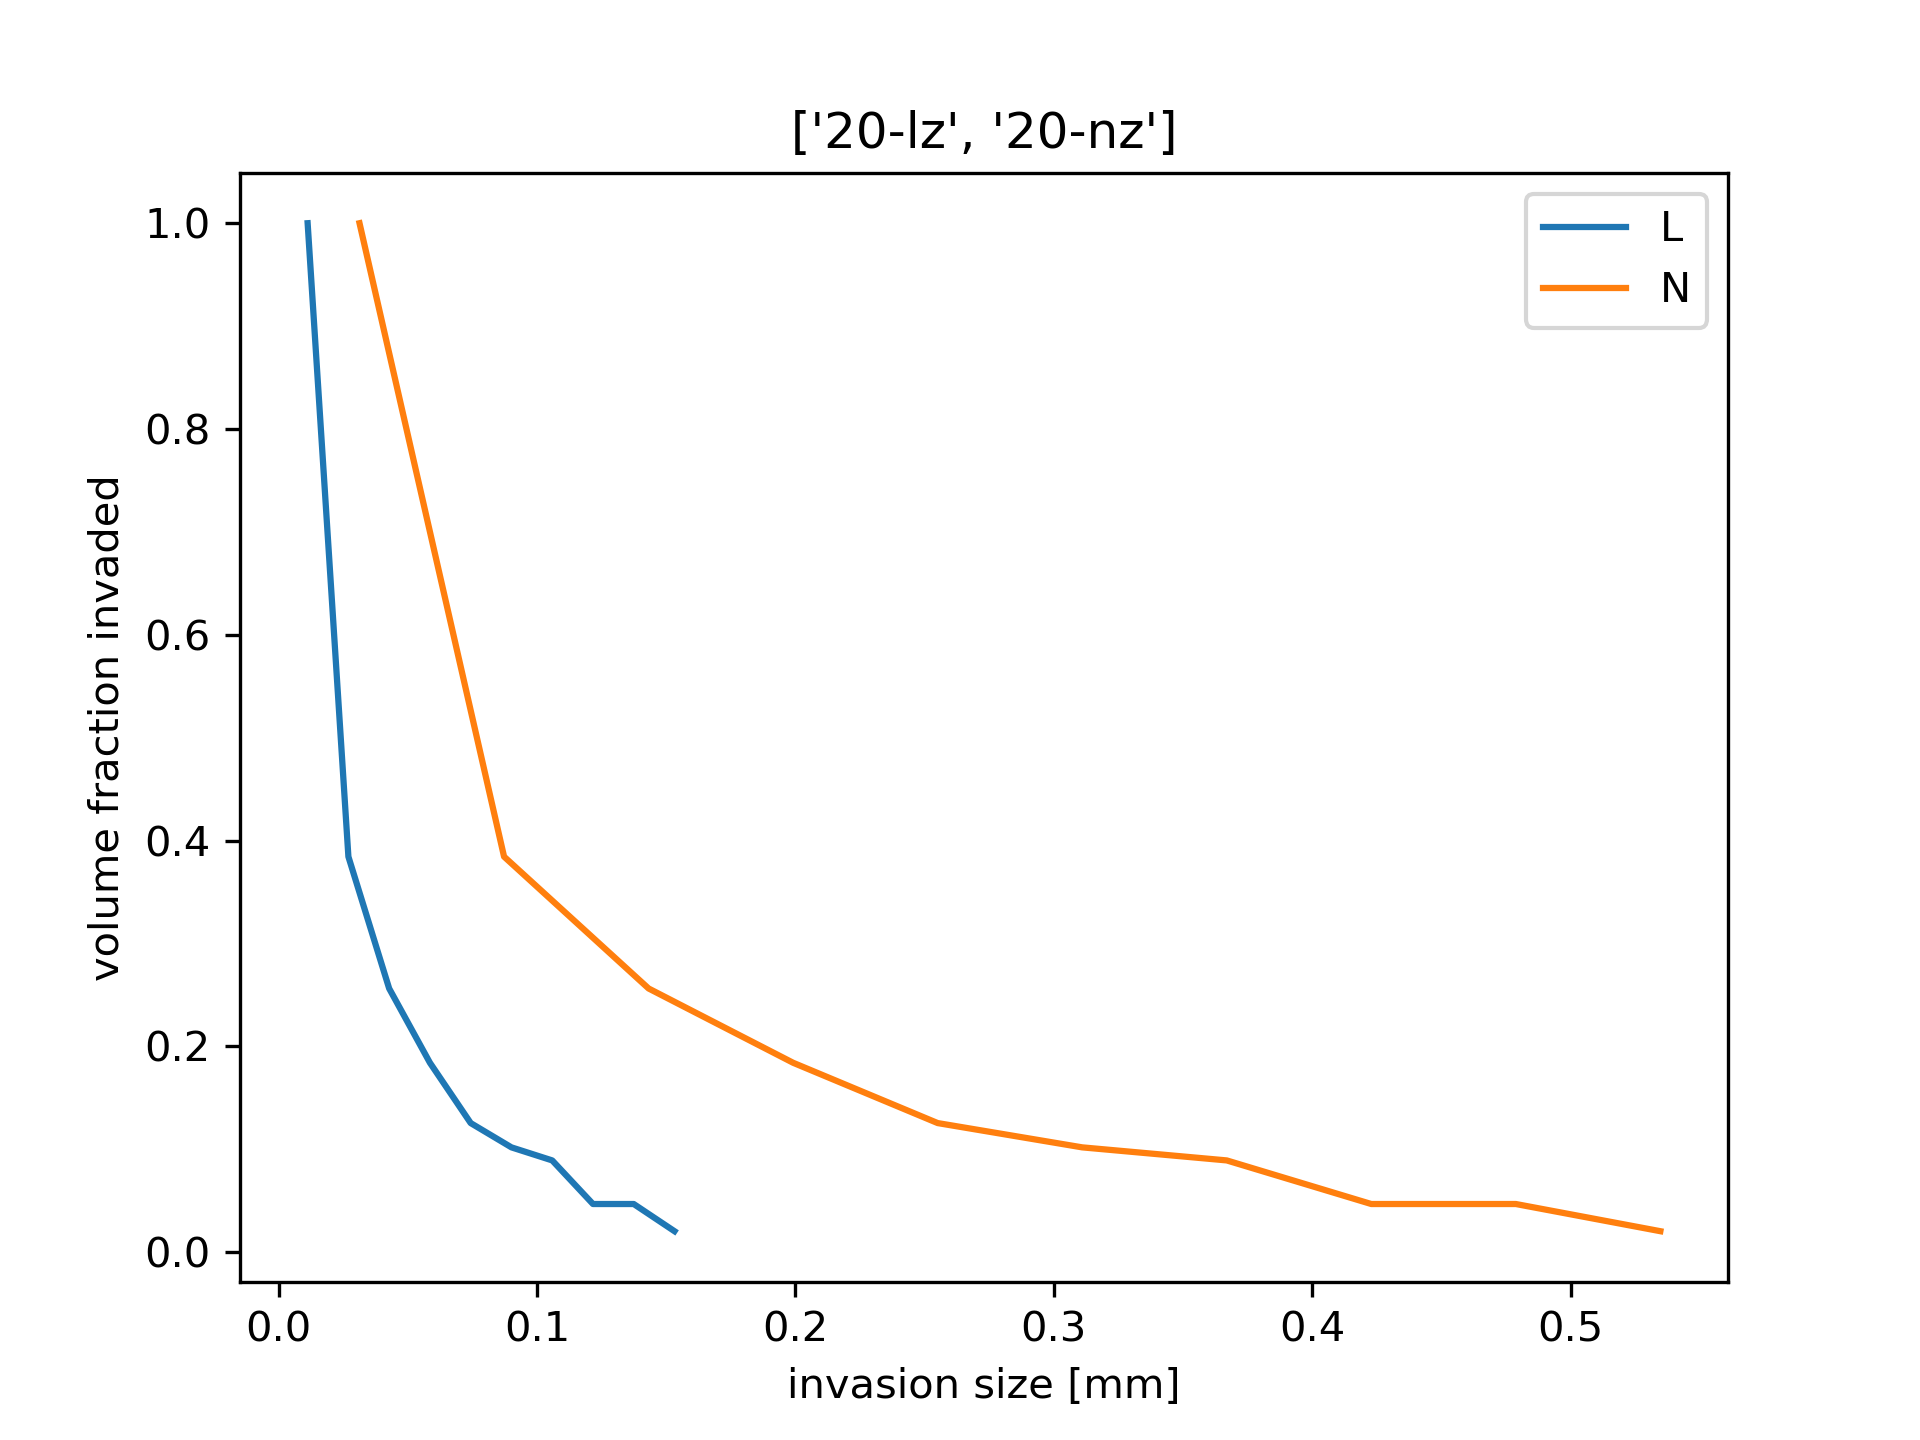 ['20-lz', '20-nz']
L
N
1.0
0.8
0.6
0.4
0.2
0.0
volume fraction invaded
0.0 0.1 0.2 0.3 0.4 0.5
invasion size [mm]